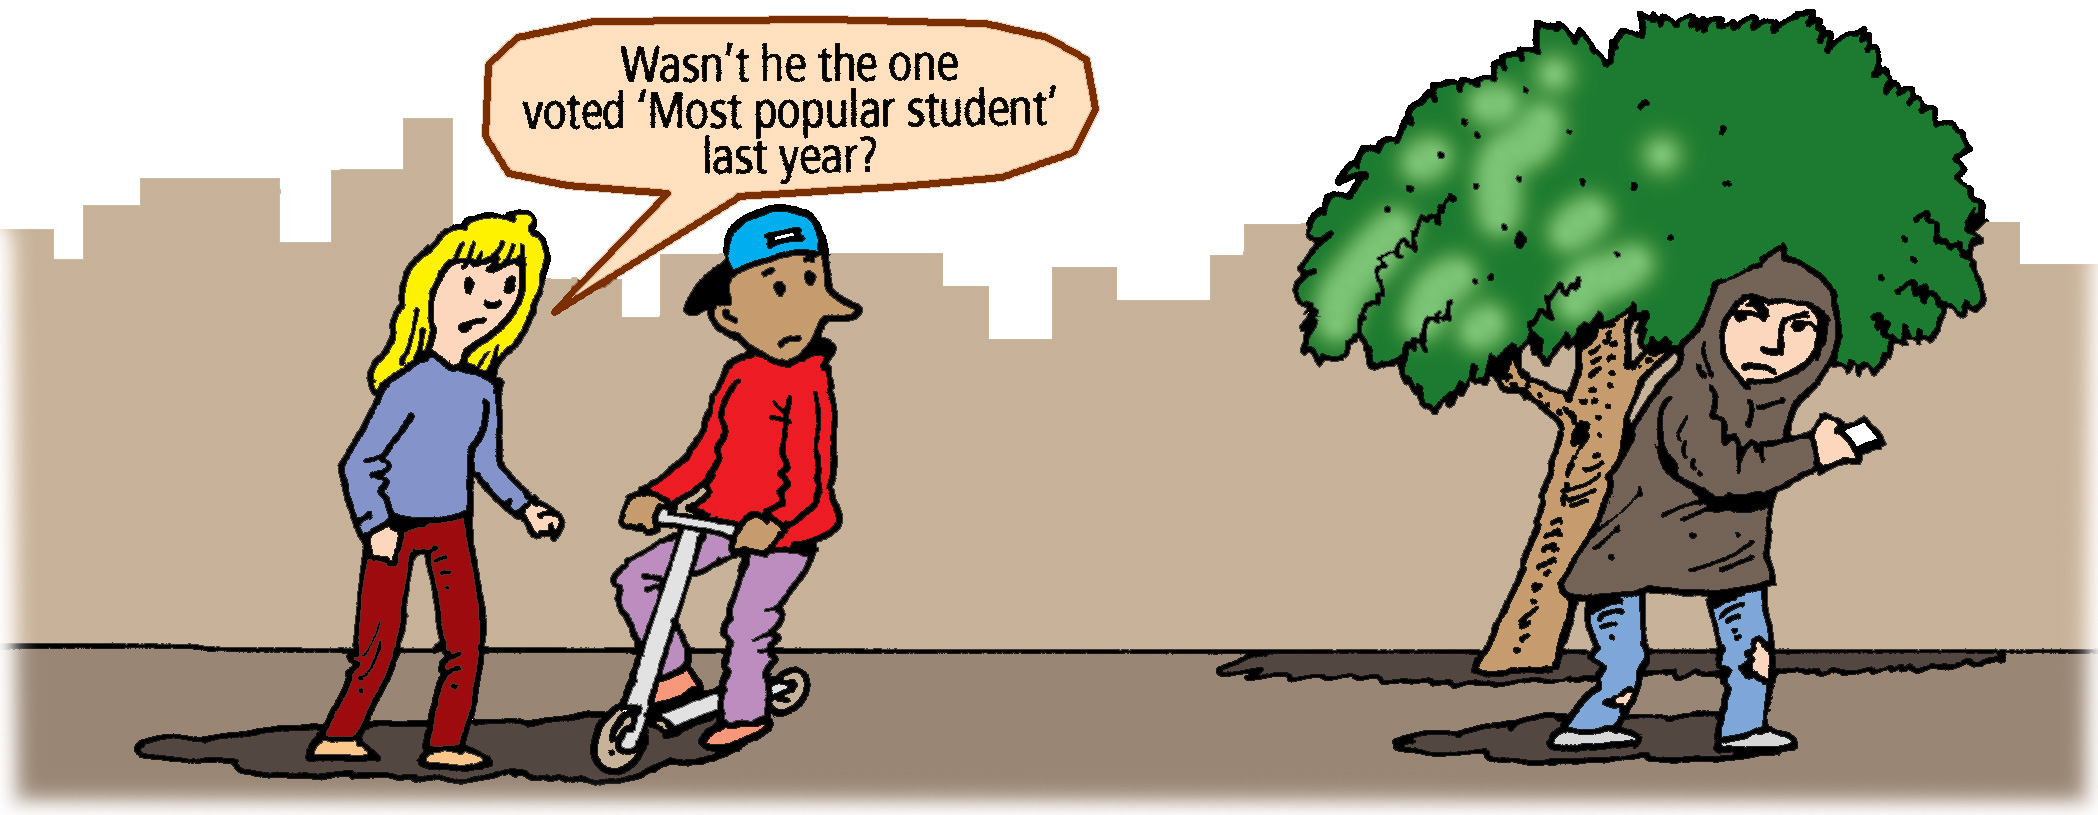 Wasn't he the one
voted 'Most popular student'
last year?